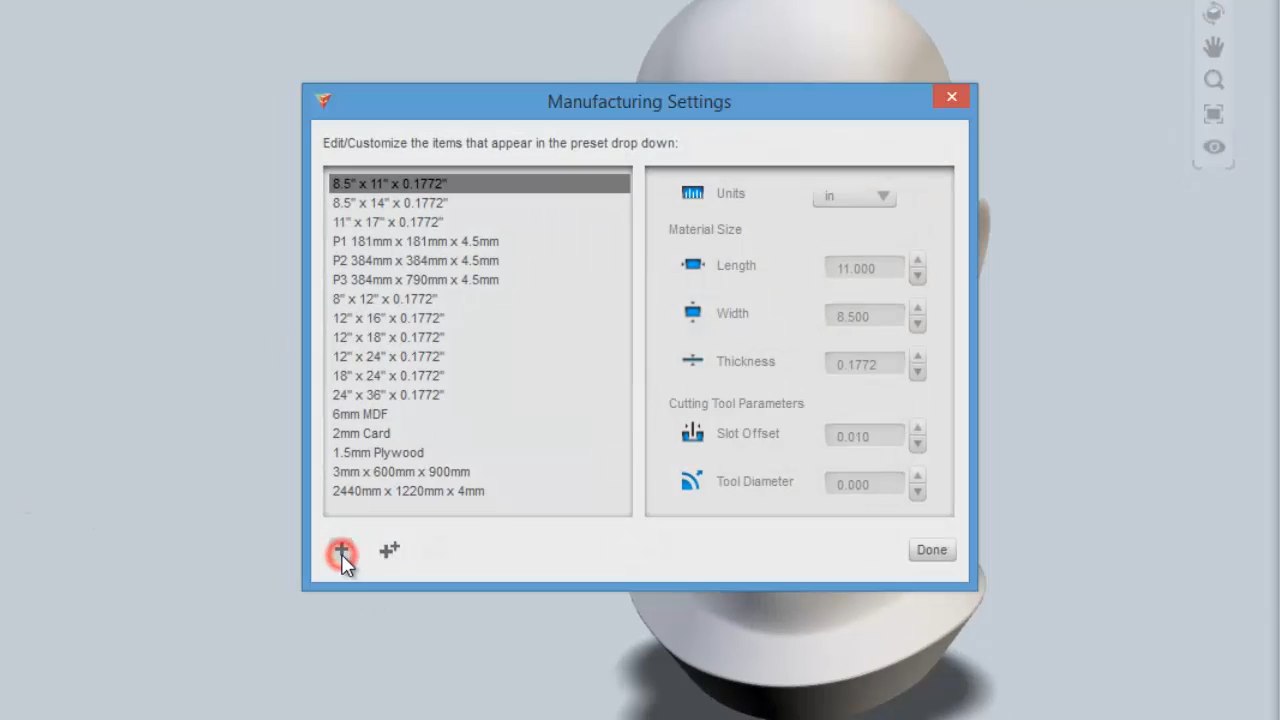 Manufacturing Settings
Edit/Customize the items that appear in the preset drop down:
8.5" x 11" x 0.1772"
8.5" x 14" x 0.1772"
11" x 17" x 0.1772"
P1 181mm x 181mm x 4.5mm
P2 384mm x 384mm x 4.5mm
P3 384mm x 790mm x 4.5mm
8" x 12" x 0.1772"
12" x 16" x 0.1772"
12" x 18" x 0.1772"
12" x 24" x 0.1772"
18" x 24" x 0.1772"
24" x 36" x 0.1772"
6mm MDF
2mm Card
1.5mm Plywood
3mm x 600mm x 900mm
2440mm x 1220mm x 4mm
Units in
Material Size
Length 11.000
Width 8.500
Thickness 0.1772
Cutting Tool Parameters
Slot Offset 0.010
Tool Diameter 0.000
Done